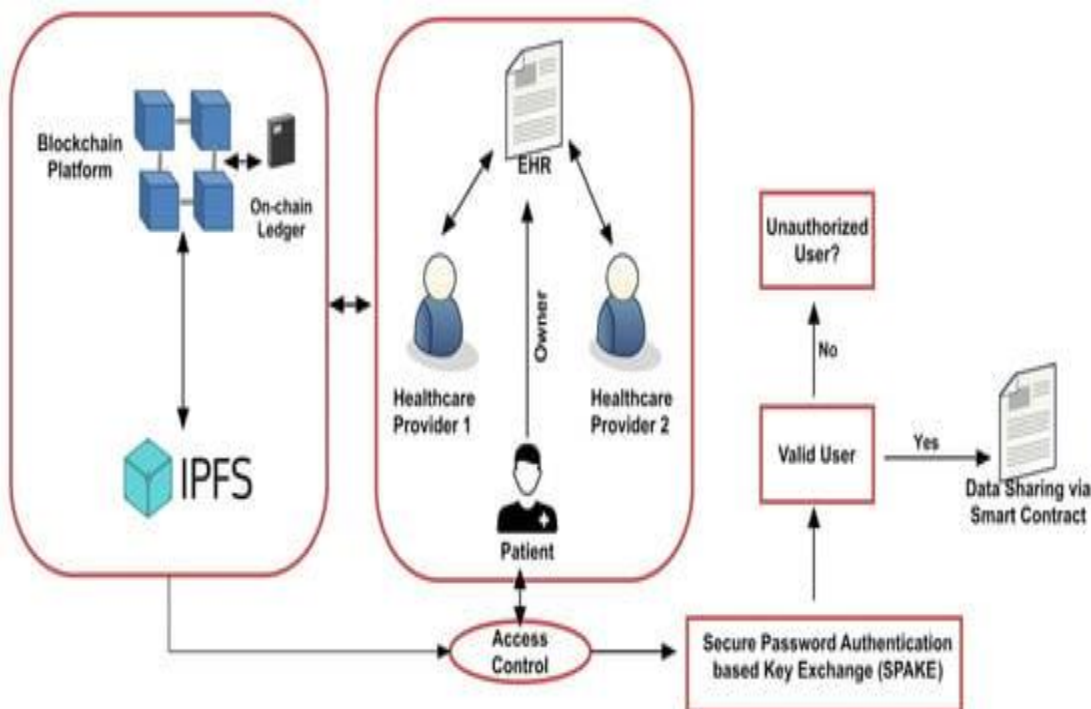 Blockchain
Platform
On-chain
Ledger
IPFS
EHR
Owner
Healthcare
Provider 1
Healthcare
Provider 2
Patient
Access
Control
Secure Password Authentication
based Key Exchange (SPAKE)
Valid User
No
Unauthorized
User?
Yes
Data Sharing via
Smart Contract